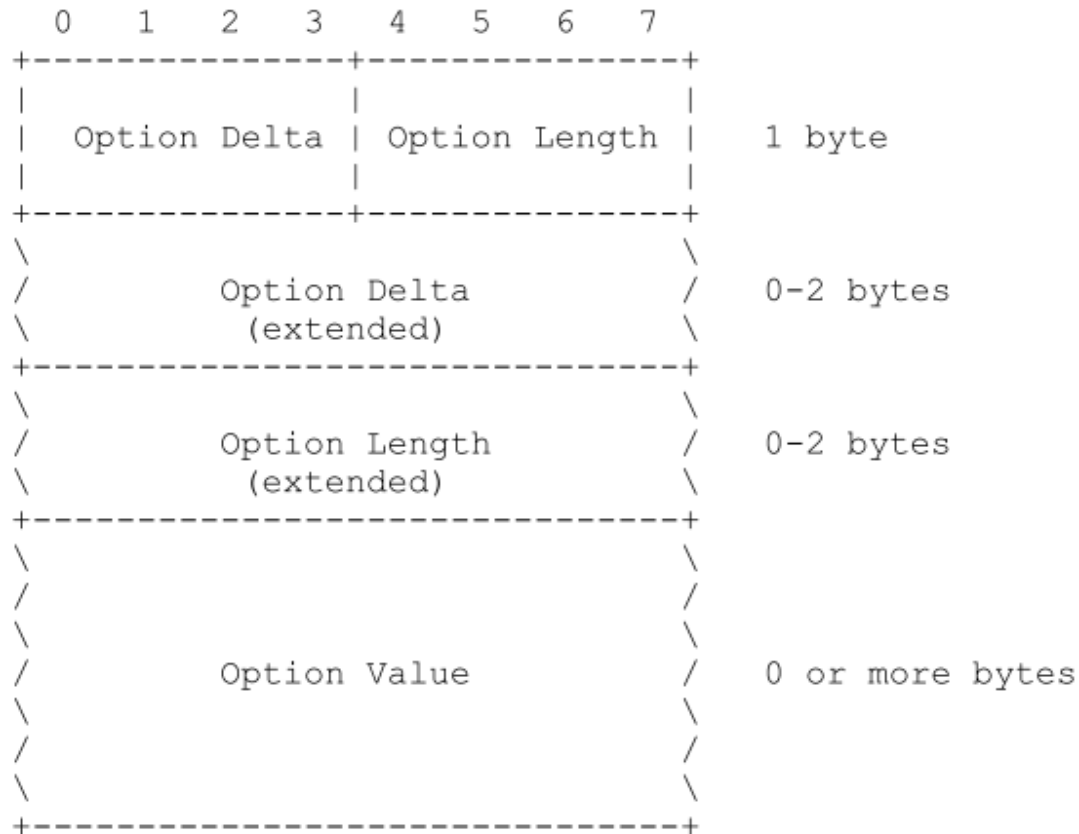 0 1 2 3 4 5 6 7
+---------------+---------------+
| | |
| Option Delta | Option Length | 1 byte
| | |
+---------------+---------------+
\ \
/ Option Delta / 0-2 bytes
\ (extended) \
+-------------------------------+
\ \
/ Option Length / 0-2 bytes
\ (extended) \
+-------------------------------+
\ \
/ /
\ \
/ Option Value / 0 or more bytes
\ \
/ /
\ \
+-------------------------------+